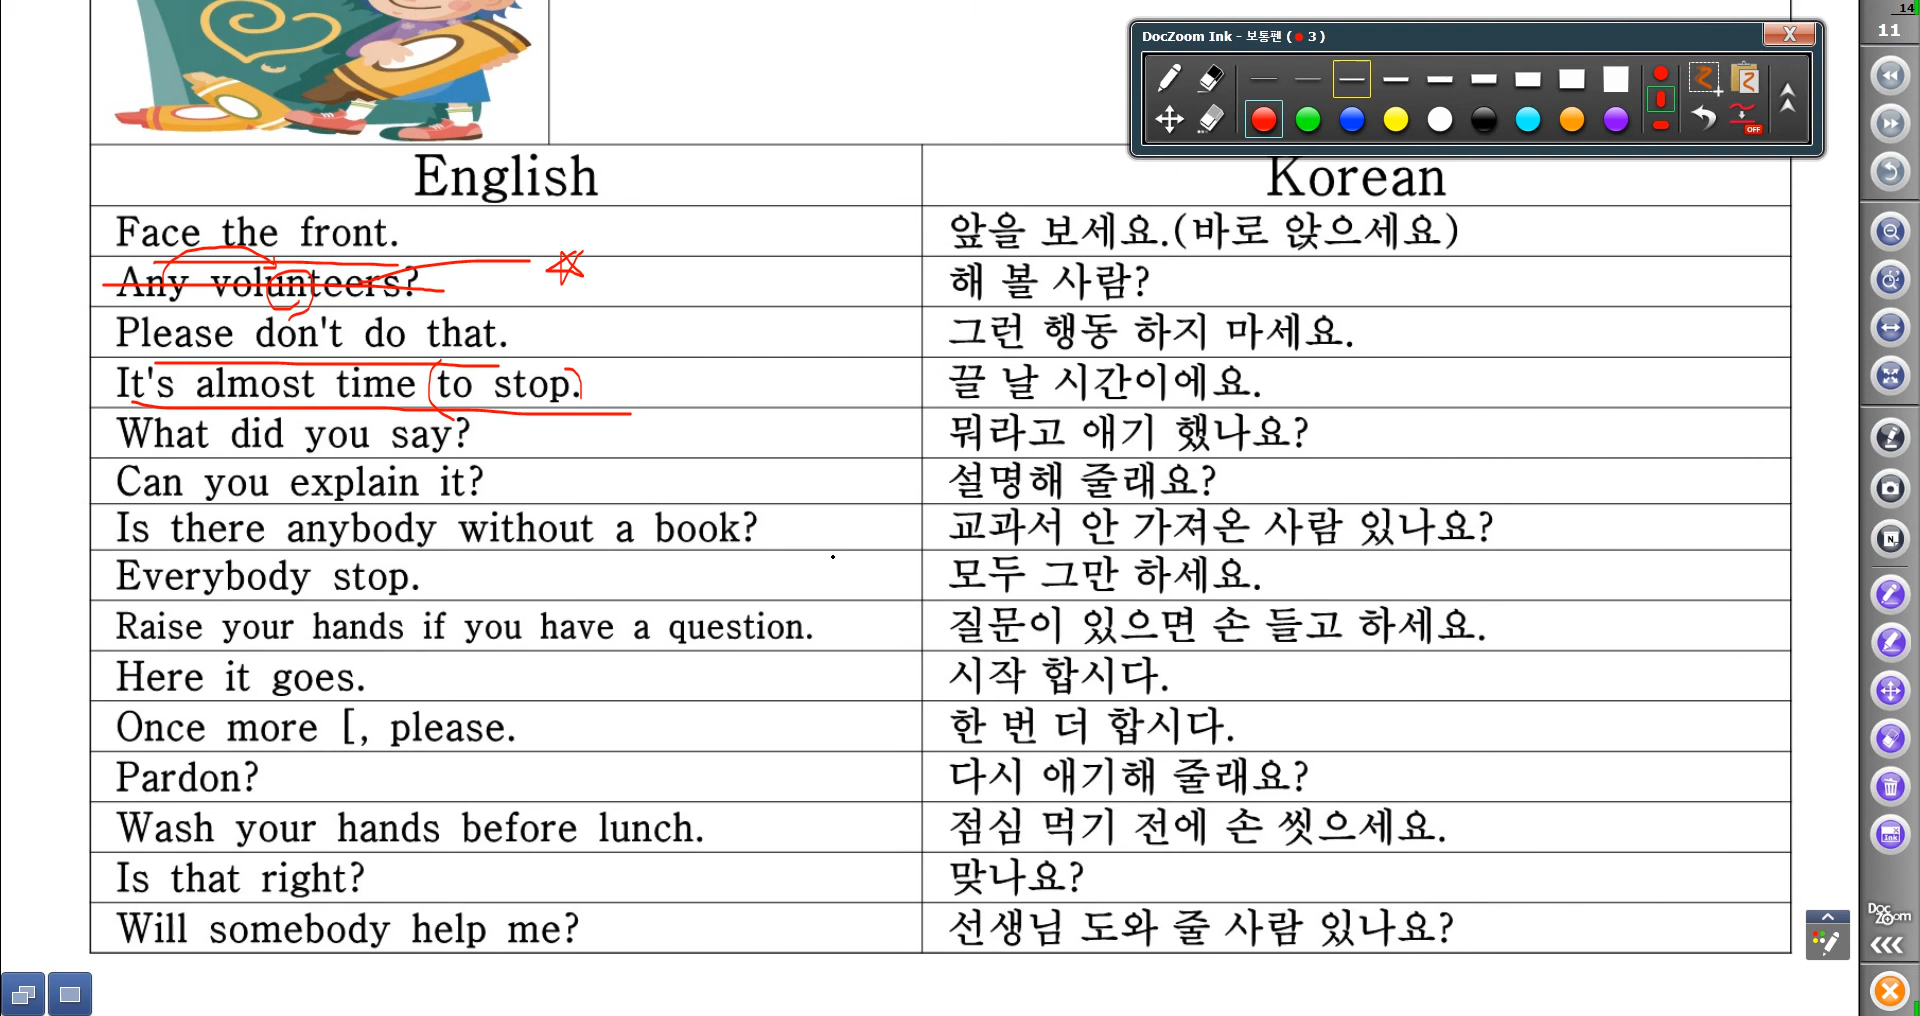 14
11
DocZoom Ink - 보통펜 ( 3 )
OFF
English Korean
Face the front. 앞을 보세요.(바로 앉으세요)
Any volunteers? 해 볼 사람?
Please don't do that. 그런 행동 하지 마세요.
It's almost time to stop. 끌 날 시간이에요.
What did you say? 뭐라고 얘기 했나요?
Can you explain it? 설명해 줄래요?
Is there anybody without a book? 교과서 안 가져온 사람 있나요?
Everybody stop. 모두 그만 하세요.
Raise your hands if you have a question. 질문이 있으면 손 들고 하세요.
Here it goes. 시작 합시다.
Once more [, please. 한 번 더 합시다.
Pardon? 다시 얘기해 줄래요?
Wash your hands before lunch. 점심 먹기 전에 손 씻으세요.
Is that right? 맞나요?
Will somebody help me? 선생님 도와 줄 사람 있나요?
N
Ink
DocZoom